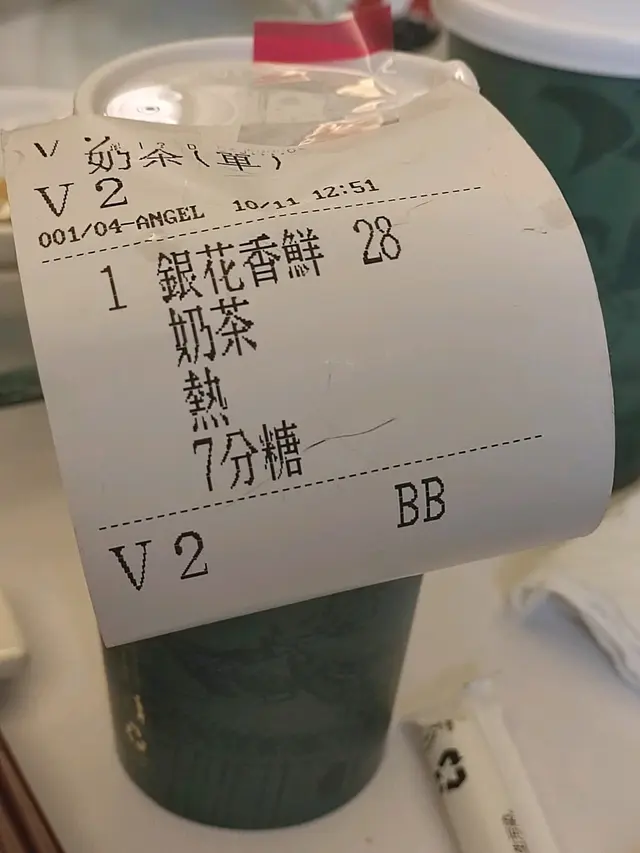 奶茶(單)
V 2
001/04-ANGEL 10/11 12:51
1 銀花香鮮 28
奶茶
熱
7分糖
BB
V 2